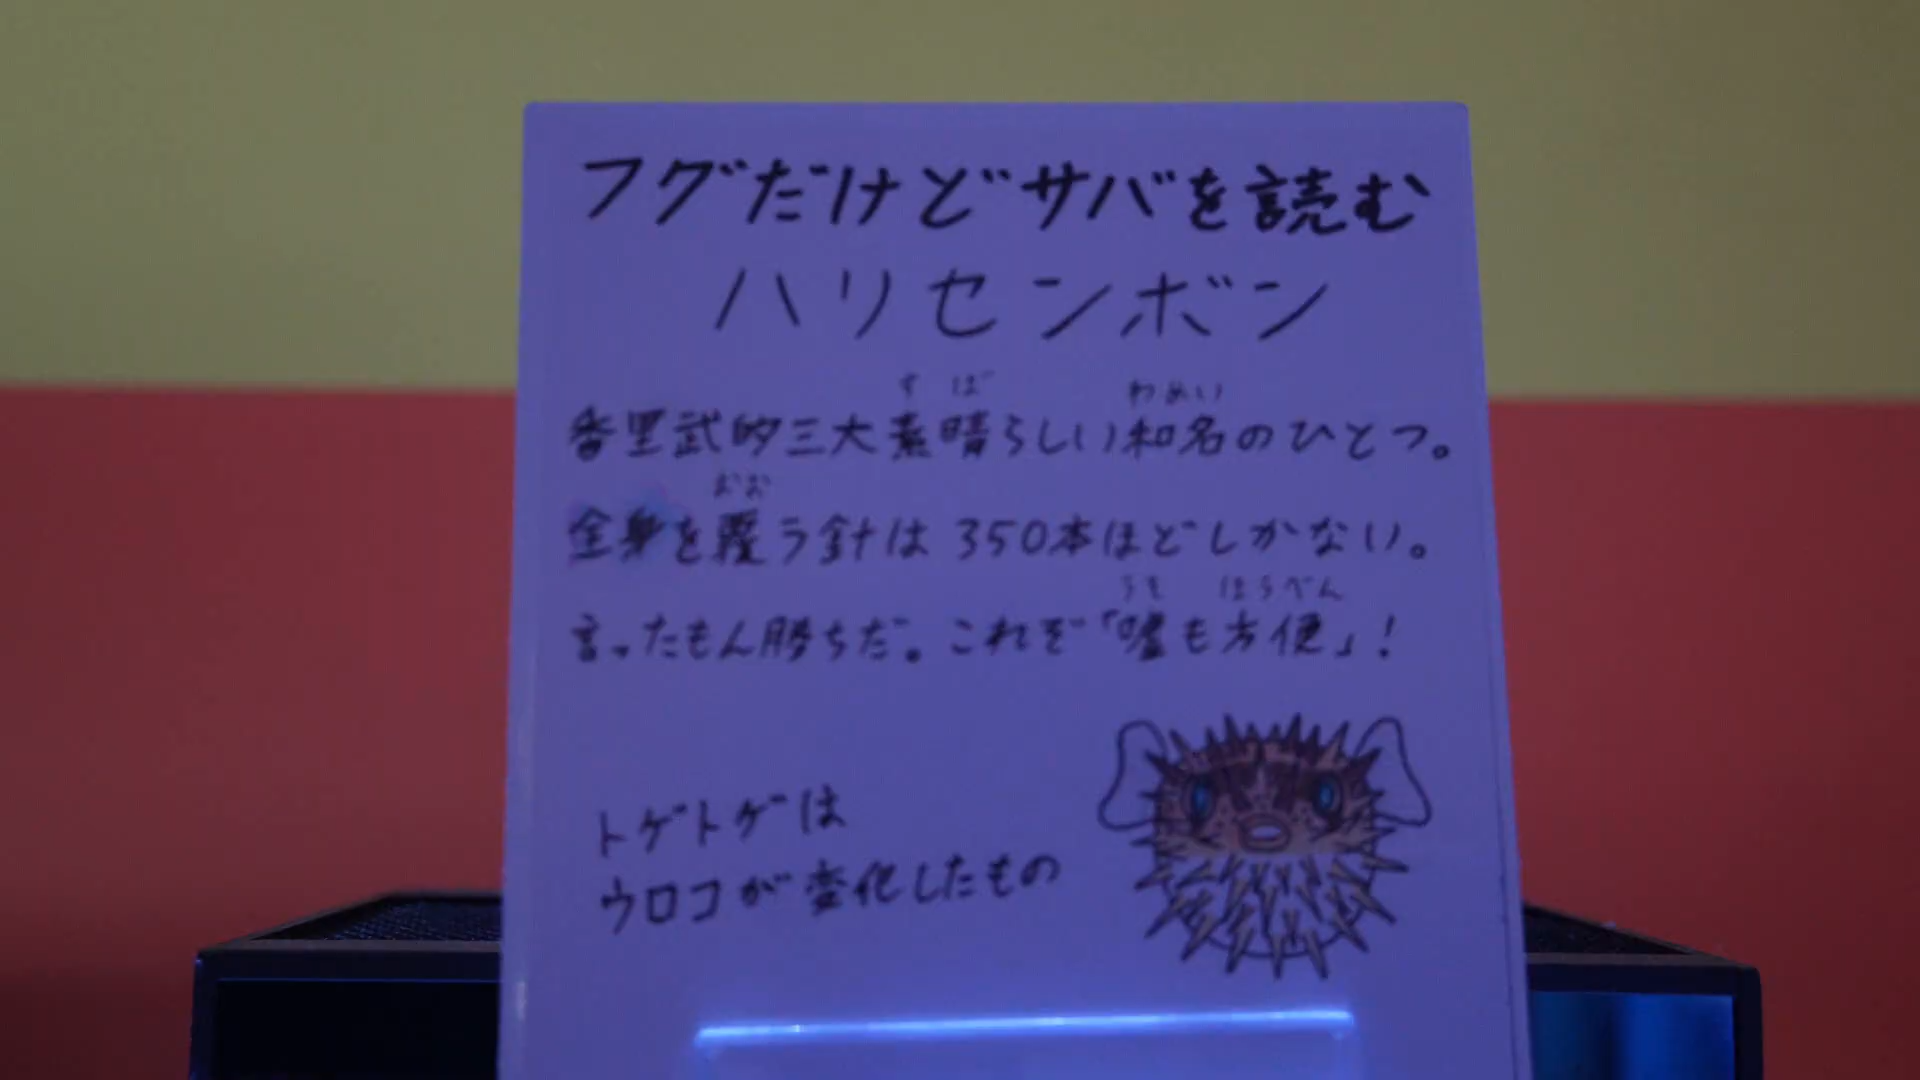 フグだけどサバを読む
ハリセンボン
すば わめい
香里武的三大素晴らしい和名のひとつ。
おお
全身を覆う針は350本ほどしかない。
うそ ほうべん
言ったもん勝ちだ。これぞ「嘘も方便」!
トゲトゲは
ウロコが変化したもの